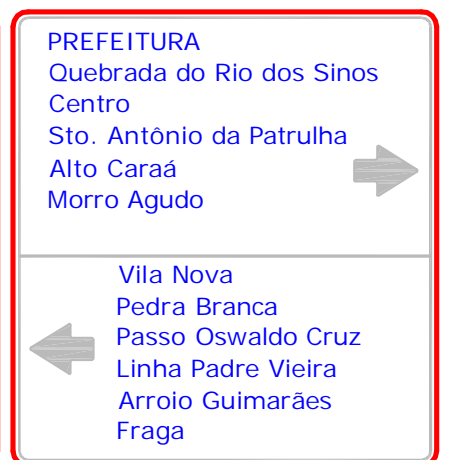 PREFEITURA
Quebrada do Rio dos Sinos
Centro
Sto. Antônio da Patrulha
Alto Caraá
Morro Agudo
Vila Nova
Pedra Branca
Passo Oswaldo Cruz
Linha Padre Vieira
Arroio Guimarães
Fraga